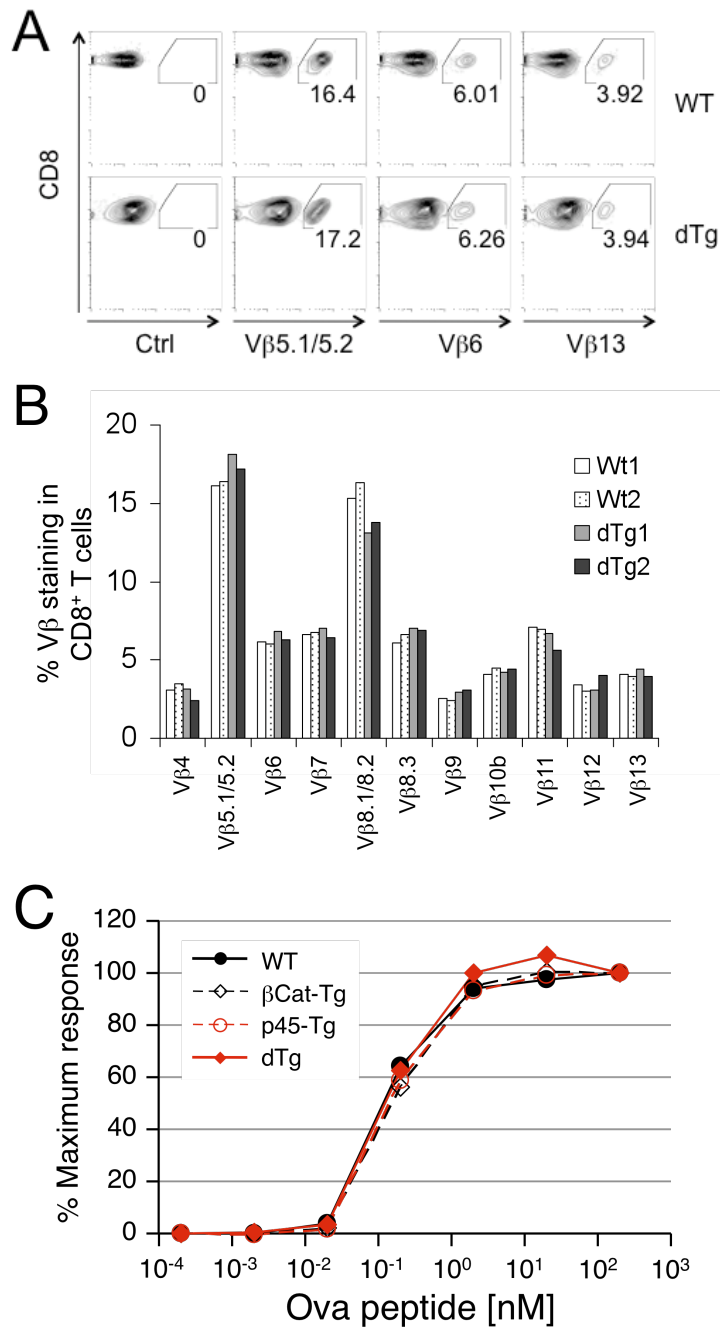 A
CD8
0
16.4
6.01
3.92
WT
0
17.2
6.26
3.94
dTg
Ctrl
Vβ5.1/5.2
Vβ6
Vβ13
B
% Vβ staining in
CD8⁺ T cells
20
15
10
5
0
Wt1
Wt2
dTg1
dTg2
Vβ4
Vβ5.1/5.2
Vβ6
Vβ7
Vβ8.1/8.2
Vβ8.3
Vβ9
Vβ10b
Vβ11
Vβ12
Vβ13
C
% Maximum response
120
100
80
60
40
20
0
WT
βCat-Tg
p45-Tg
dTg
10⁻⁴ 10⁻³ 10⁻² 10⁻¹ 10⁰ 10¹ 10² 10³
Ova peptide [nM]